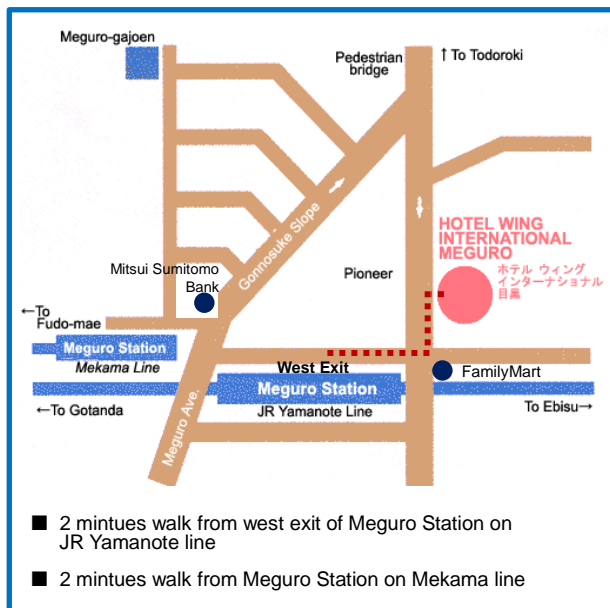 Meguro-gajoen
Pedestrian
bridge
↑To Todoroki
Gonnosuke Slope
HOTEL WING
INTERNATIONAL
MEGURO
ホテル ウィング
インターナショナル
目黒
Mitsui Sumitomo
Bank
Pioneer
←To
Fudo-mae
Meguro Station
Mekama Line
West Exit
FamilyMart
Meguro Station
JR Yamanote Line
←To Gotanda
To Ebisu→
Meguro Ave.
■ 2 mintues walk from west exit of Meguro Station on
JR Yamanote line
■ 2 mintues walk from Meguro Station on Mekama line